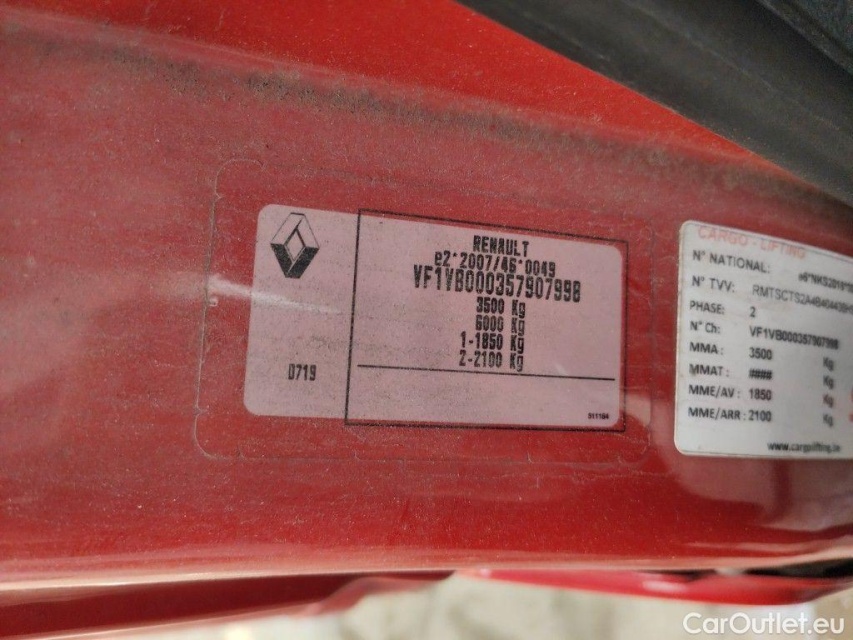 RENAULT
e2*2007/46*0049
VF1VB000357907998
3500 Kg
6000 Kg
1-1850 Kg
2-2100 Kg
0719
511164
CARGO - LIFTING
N° NATIONAL:
N° TVV:
PHASE: 2
N° Ch: VF1VB000357907998
MMA: 3500 Kg
MMAT: #### Kg
MME/AV: 1850 Kg
MME/ARR: 2100 Kg
www.cargolifting.ie
CarOutlet.eu